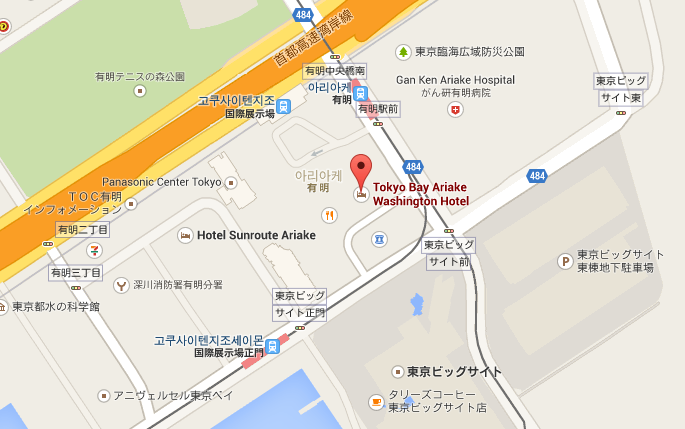 484
首都高速湾岸線
有明中央橋南
東京臨海広域防災公園
有明テニスの森公園
아리아케
有明
Gan Ken Ariake Hospital
がん研有明病院
東京ビッグ
サイト東
고쿠사이텐지조
国際展示場
有明駅前
484
484
아리아케
有明
Panasonic Center Tokyo
Tokyo Bay Ariake
Washington Hotel
TOC有明
インフォメーション
有明二丁目
Hotel Sunroute Ariake
東京ビッグ
サイト前
東京ビッグサイト
東棟地下駐車場
P
有明三丁目
深川消防署有明分署
東京都水の科学館
東京ビッグ
サイト正門
고쿠사이텐지조세이몬
国際展示場正門
東京ビッグサイト
アニヴェルセル東京ベイ
タリーズコーヒー
東京ビッグサイト店